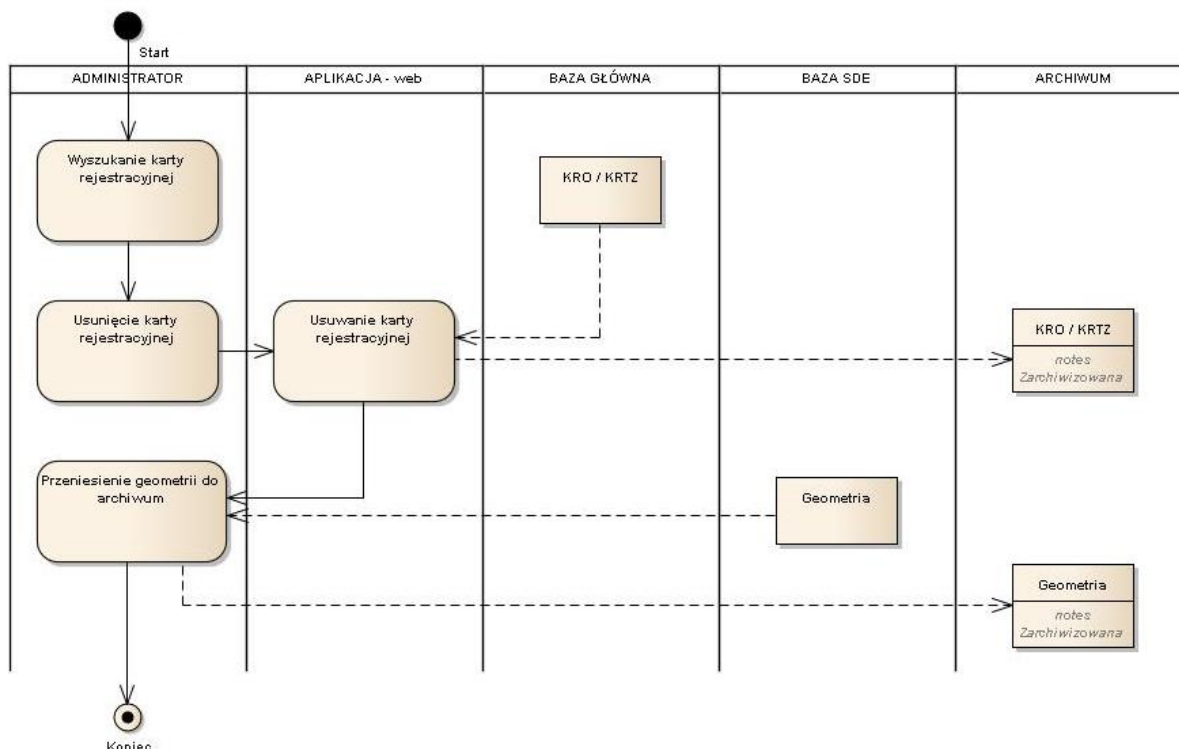 Start
ADMINISTRATOR
APLIKACJA - web
BAZA GŁÓWNA
BAZA SDE
ARCHIWUM
Wyszukanie karty
rejestracyjnej
KRO / KRTZ
Usunięcie karty
rejestracyjnej
Usuwanie karty
rejestracyjnej
KRO / KRTZ
notes
Zarchiwizowana
Przeniesienie geometrii do
archiwum
Geometria
Geometria
notes
Zarchiwizowana
Koniec